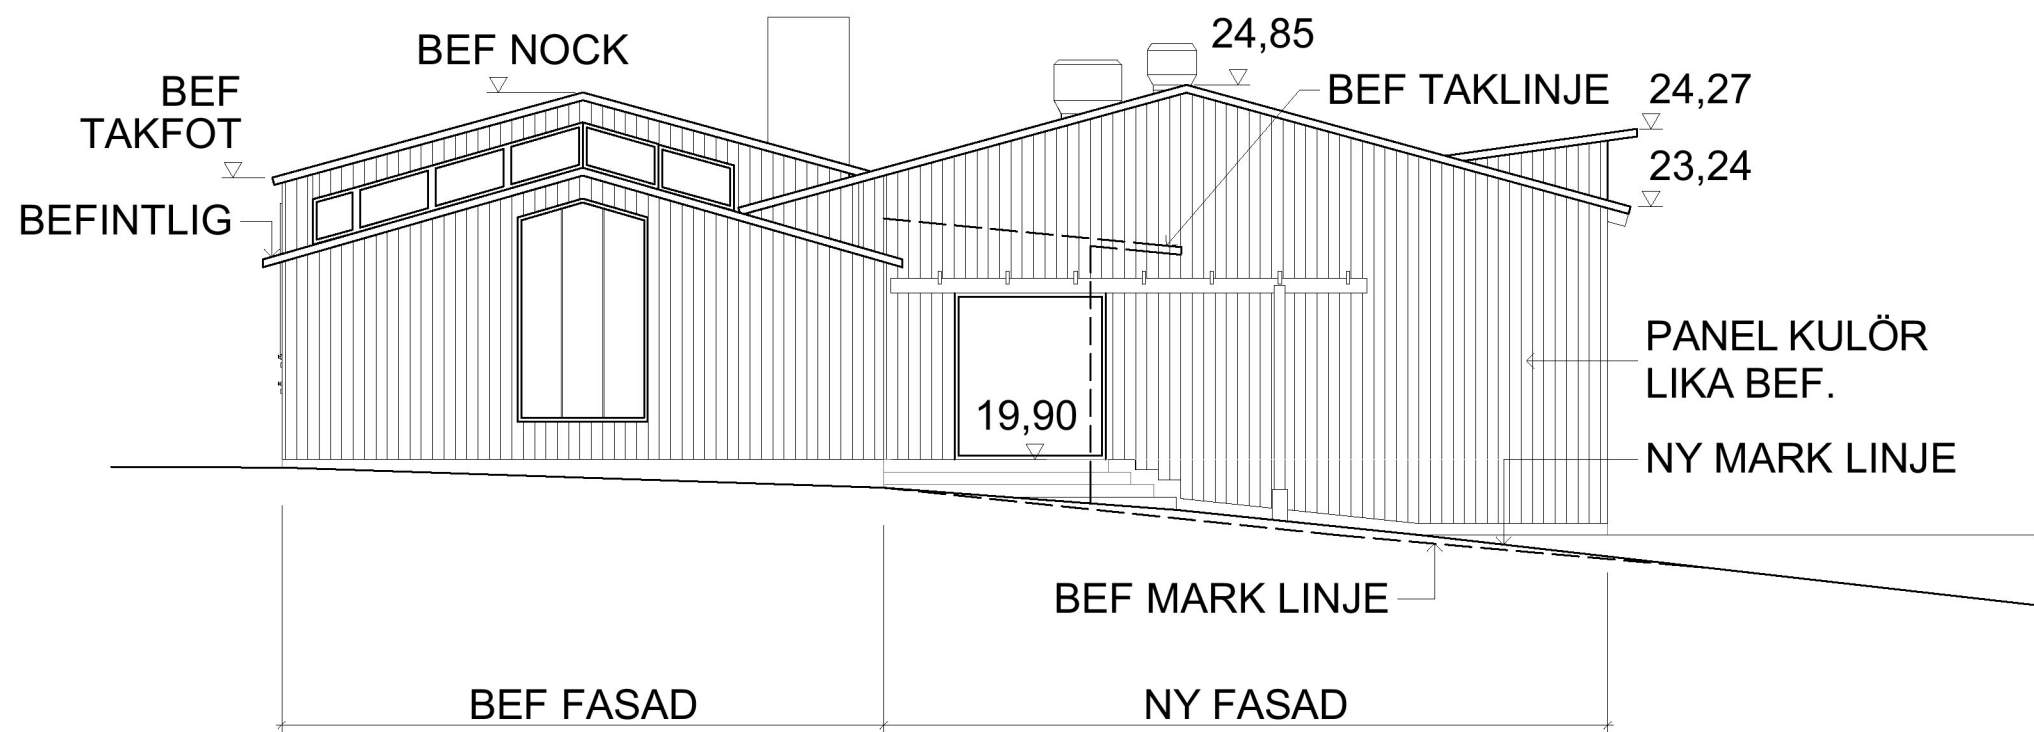 24,85
BEF NOCK
BEF
TAKFOT
BEF TAKLINJE
24,27
23,24
BEFINTLIG
PANEL KULÖR
LIKA BEF.
19,90
NY MARK LINJE
BEF MARK LINJE
BEF FASAD
NY FASAD